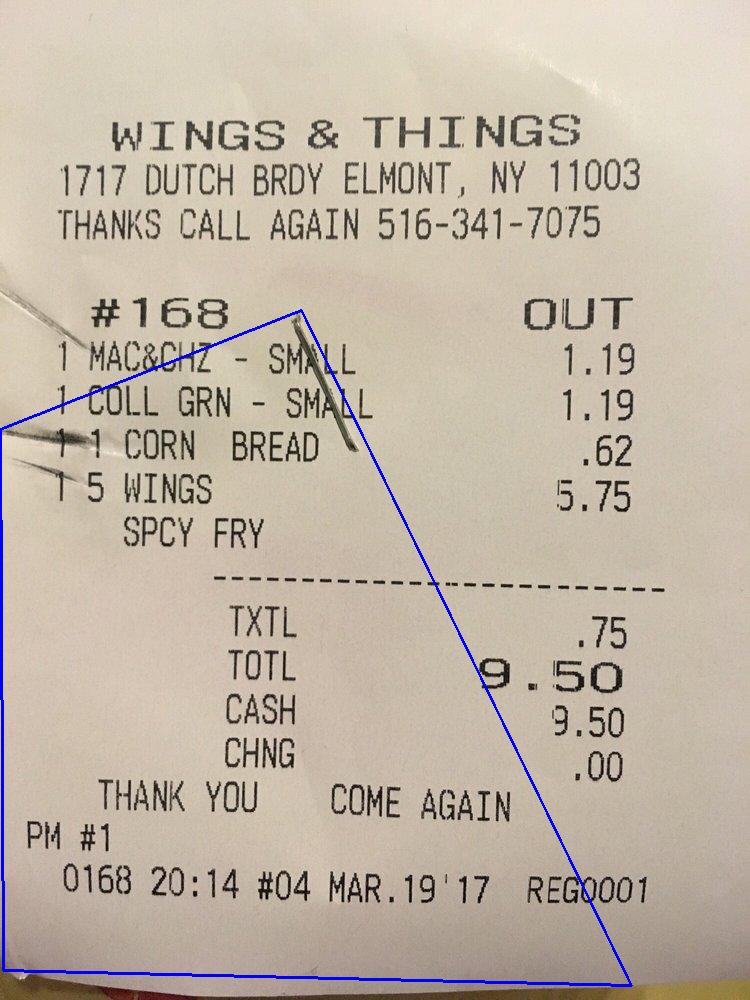 WINGS & THINGS
1717 DUTCH BRDY ELMONT, NY 11003
THANKS CALL AGAIN 516-341-7075
#168 OUT
1 MAC&CHZ - SMALL 1.19
1 COLL GRN - SMALL 1.19
1 1 CORN BREAD .62
1 5 WINGS 5.75
SPCY FRY
TXTL .75
TOTL 9.50
CASH 9.50
CHNG .00
THANK YOU COME AGAIN
PM #1
0168 20:14 #04 MAR.19'17 REG0001